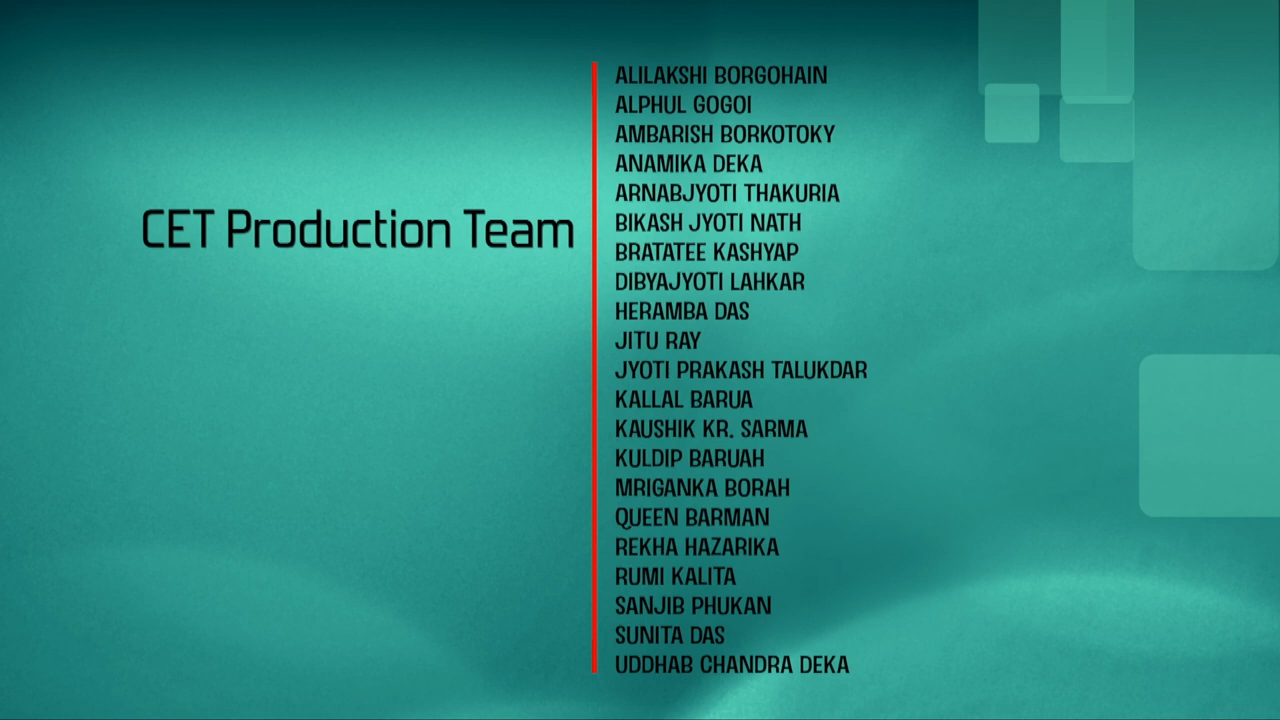 CET Production Team
ALILAKSHI BORGOHAIN
ALPHUL GOGOI
AMBARISH BORKOTOKY
ANAMIKA DEKA
ARNABJYOTI THAKURIA
BIKASH JYOTI NATH
BRATATEE KASHYAP
DIBYAJYOTI LAHKAR
HERAMBA DAS
JITU RAY
JYOTI PRAKASH TALUKDAR
KALLAL BARUA
KAUSHIK KR. SARMA
KULDIP BARUAH
MRIGANKA BORAH
QUEEN BARMAN
REKHA HAZARIKA
RUMI KALITA
SANJIB PHUKAN
SUNITA DAS
UDDHAB CHANDRA DEKA